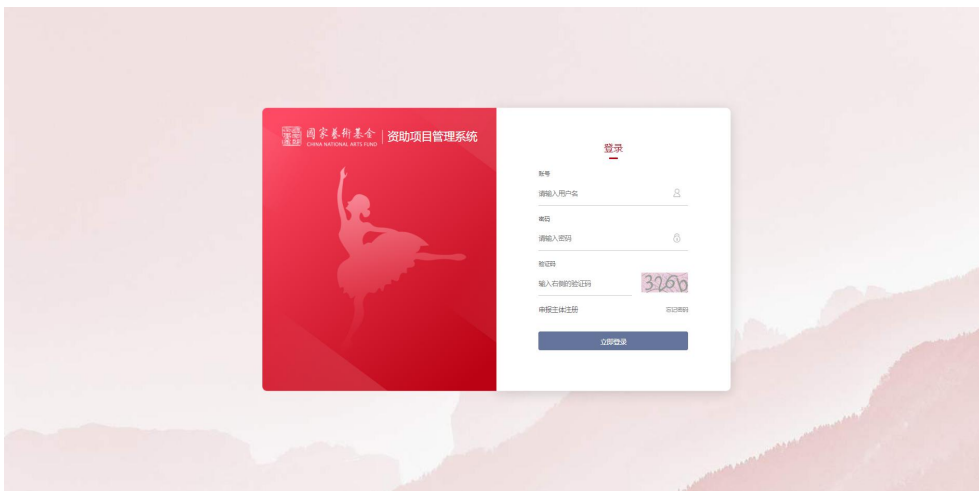 國家藝術基金
CHINA NATIONAL ARTS FUND
资助项目管理系统
登录
账号
请输入用户名
密码
请输入密码
验证码
输入右侧的验证码
3266
申报主体注册
忘记密码
立即登录